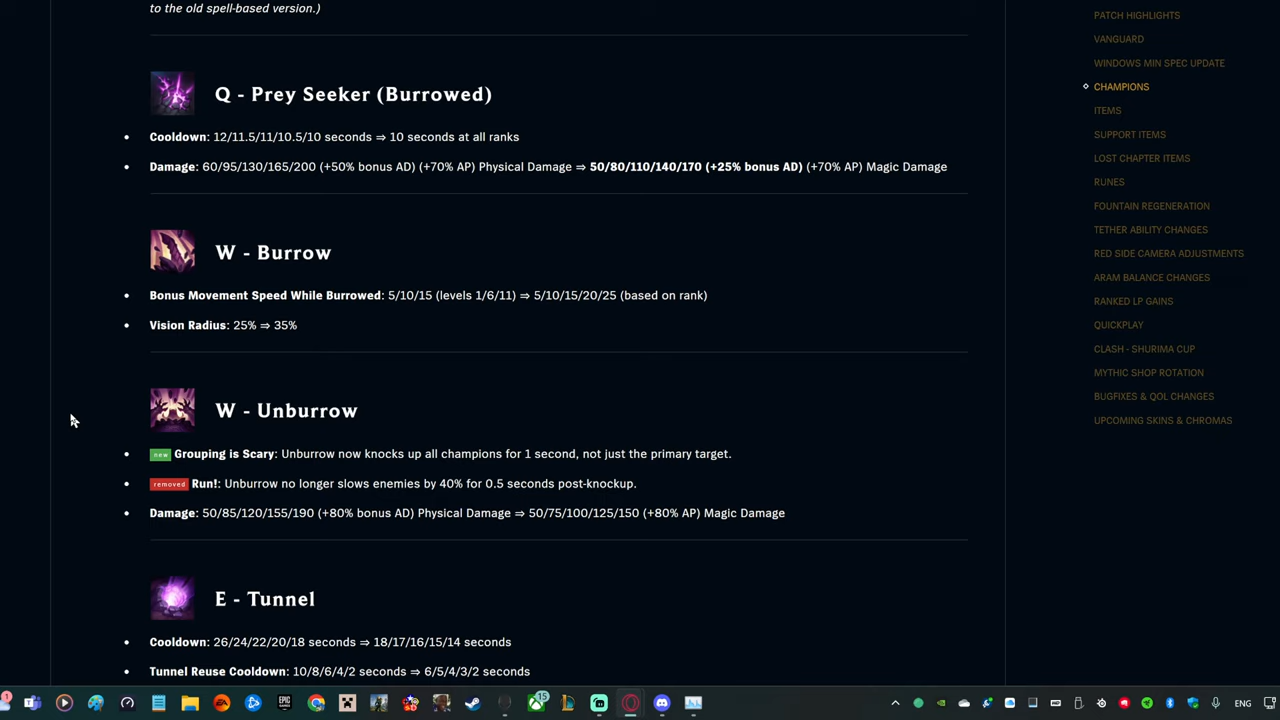 to the old spell-based version.)
PATCH HIGHLIGHTS
VANGUARD
WINDOWS MIN SPEC UPDATE
CHAMPIONS
ITEMS
SUPPORT ITEMS
LOST CHAPTER ITEMS
RUNES
FOUNTAIN REGENERATION
TETHER ABILITY CHANGES
RED SIDE CAMERA ADJUSTMENTS
ARAM BALANCE CHANGES
RANKED LP GAINS
QUICKPLAY
CLASH - SHURIMA CUP
MYTHIC SHOP ROTATION
BUGFIXES & QOL CHANGES
UPCOMING SKINS & CHROMAS
Q - Prey Seeker (Burrowed)
Cooldown: 12/11.5/11/10.5/10 seconds ⇒ 10 seconds at all ranks
Damage: 60/95/130/165/200 (+50% bonus AD) (+70% AP) Physical Damage ⇒ 50/80/110/140/170 (+25% bonus AD) (+70% AP) Magic Damage
W - Burrow
Bonus Movement Speed While Burrowed: 5/10/15 (levels 1/6/11) ⇒ 5/10/15/20/25 (based on rank)
Vision Radius: 25% ⇒ 35%
W - Unburrow
new Grouping is Scary: Unburrow now knocks up all champions for 1 second, not just the primary target.
removed Run!: Unburrow no longer slows enemies by 40% for 0.5 seconds post-knockup.
Damage: 50/85/120/155/190 (+80% bonus AD) Physical Damage ⇒ 50/75/100/125/150 (+80% AP) Magic Damage
E - Tunnel
Cooldown: 26/24/22/20/18 seconds ⇒ 18/17/16/15/14 seconds
Tunnel Reuse Cooldown: 10/8/6/4/2 seconds ⇒ 6/5/4/3/2 seconds
1
EA
EPIC
15
ENG